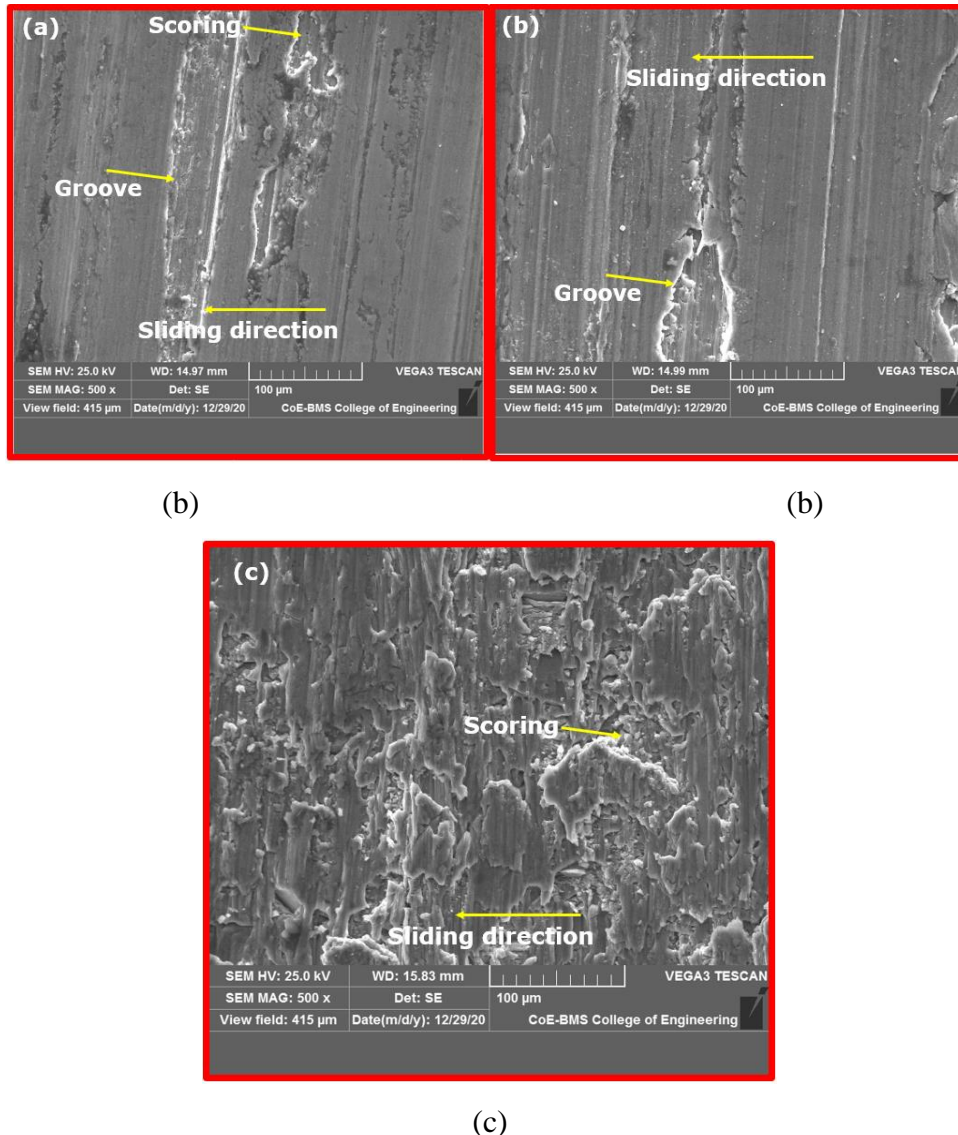 (a)
Scoring
Groove
Sliding direction
SEM HV: 25.0 kV WD: 14.97 mm VEGA3 TESCAN
SEM MAG: 500 x Det: SE 100 µm
View field: 415 µm Date(m/d/y): 12/29/20 CoE-BMS College of Engineering
(b)
Sliding direction
Groove
SEM HV: 25.0 kV WD: 14.99 mm VEGA3 TESCAN
SEM MAG: 500 x Det: SE 100 µm
View field: 415 µm Date(m/d/y): 12/29/20 CoE-BMS College of Engineering
(b) (b)
(c)
Scoring
Sliding direction
SEM HV: 25.0 kV WD: 15.83 mm VEGA3 TESCAN
SEM MAG: 500 x Det: SE 100 µm
View field: 415 µm Date(m/d/y): 12/29/20 CoE-BMS College of Engineering
(c)